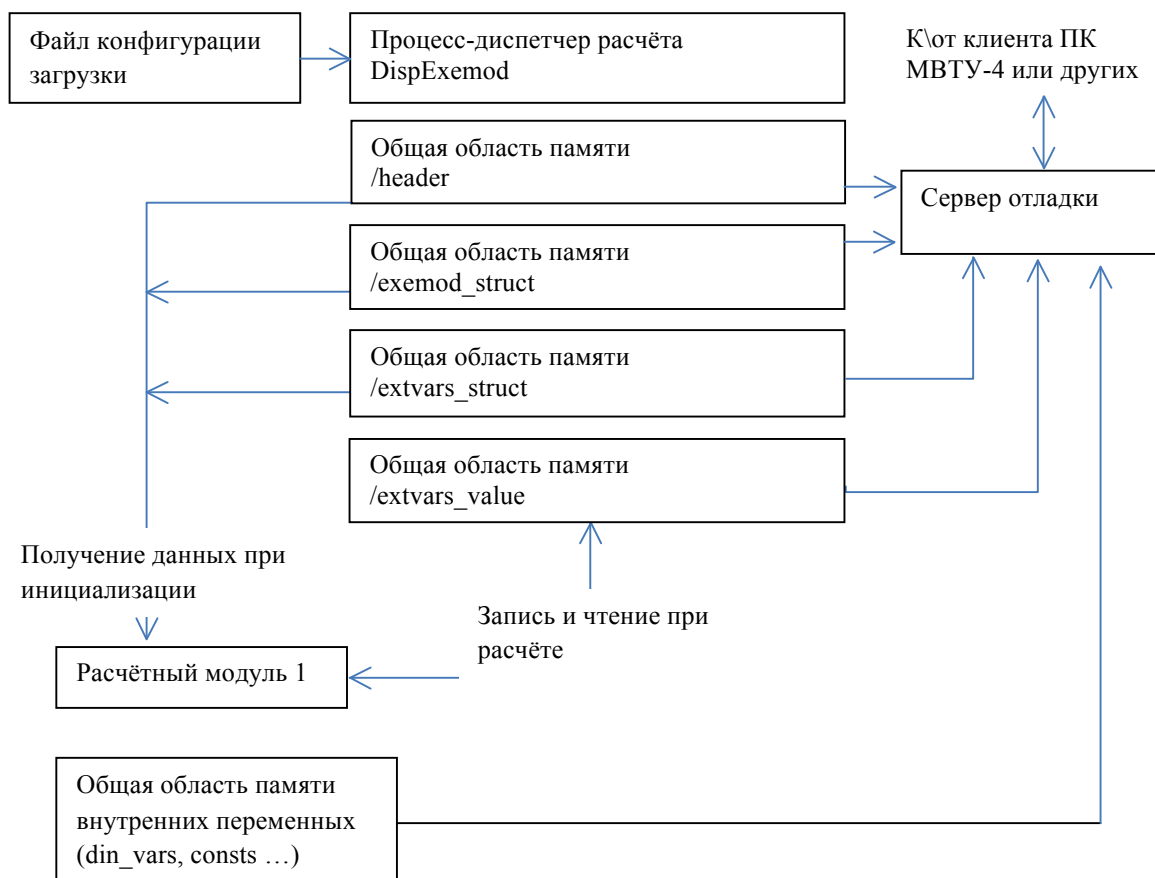 Файл конфигурации
загрузки
Процесс-диспетчер расчёта
DispExemod
К\от клиента ПК
МВТУ-4 или других
Общая область памяти
/header
Сервер отладки
Общая область памяти
/exemod_struct
Общая область памяти
/extvars_struct
Общая область памяти
/extvars_value
Получение данных при
инициализации
Запись и чтение при
расчёте
Расчётный модуль 1
Общая область памяти
внутренних переменных
(din_vars, consts …)